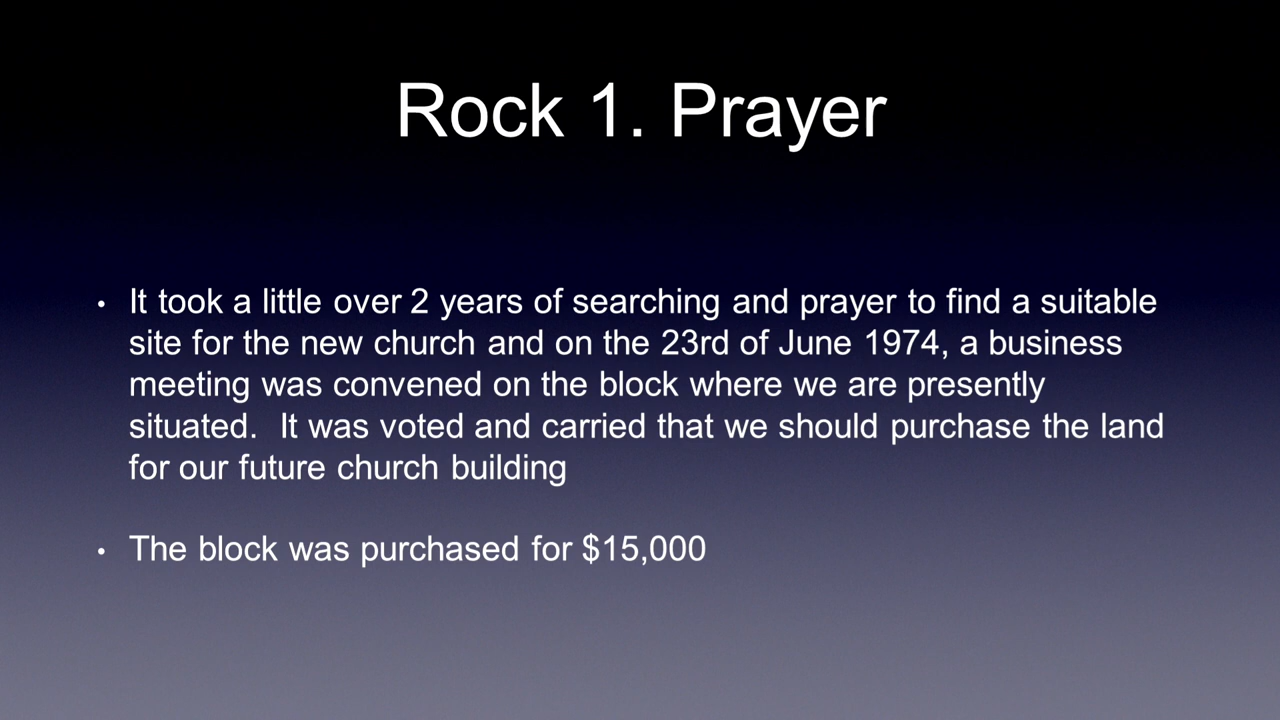 Rock 1. Prayer
• It took a little over 2 years of searching and prayer to find a suitable
site for the new church and on the 23rd of June 1974, a business
meeting was convened on the block where we are presently
situated.  It was voted and carried that we should purchase the land
for our future church building
• The block was purchased for $15,000